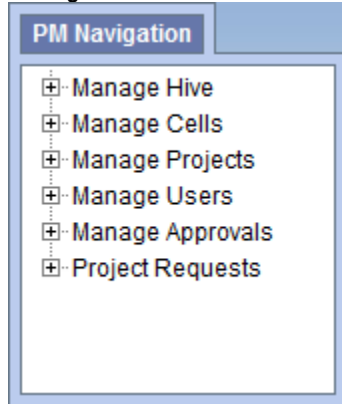 PM Navigation
Manage Hive
Manage Cells
Manage Projects
Manage Users
Manage Approvals
Project Requests